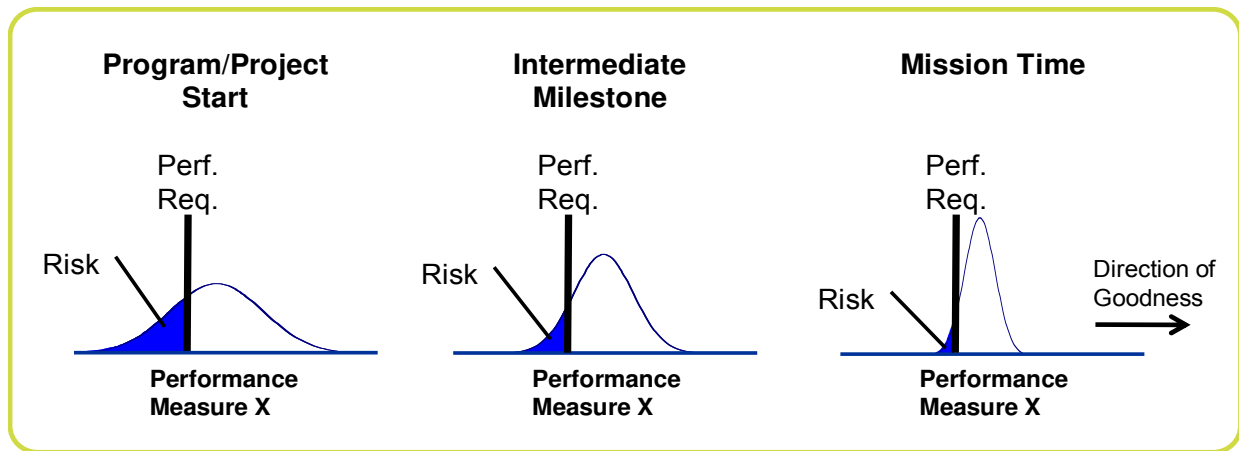 Program/Project
Start
Perf.
Req.
Risk
Performance
Measure X
Intermediate
Milestone
Perf.
Req.
Risk
Performance
Measure X
Mission Time
Perf.
Req.
Risk
Direction of
Goodness
Performance
Measure X